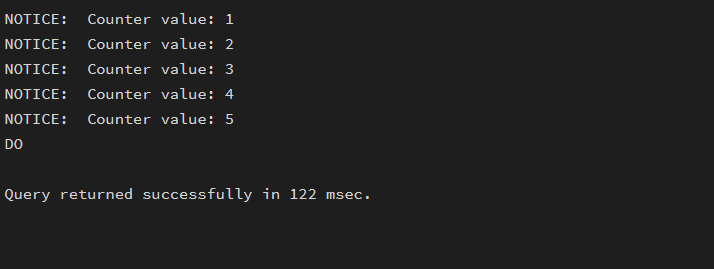 NOTICE:  Counter value: 1
NOTICE:  Counter value: 2
NOTICE:  Counter value: 3
NOTICE:  Counter value: 4
NOTICE:  Counter value: 5
DO
Query returned successfully in 122 msec.